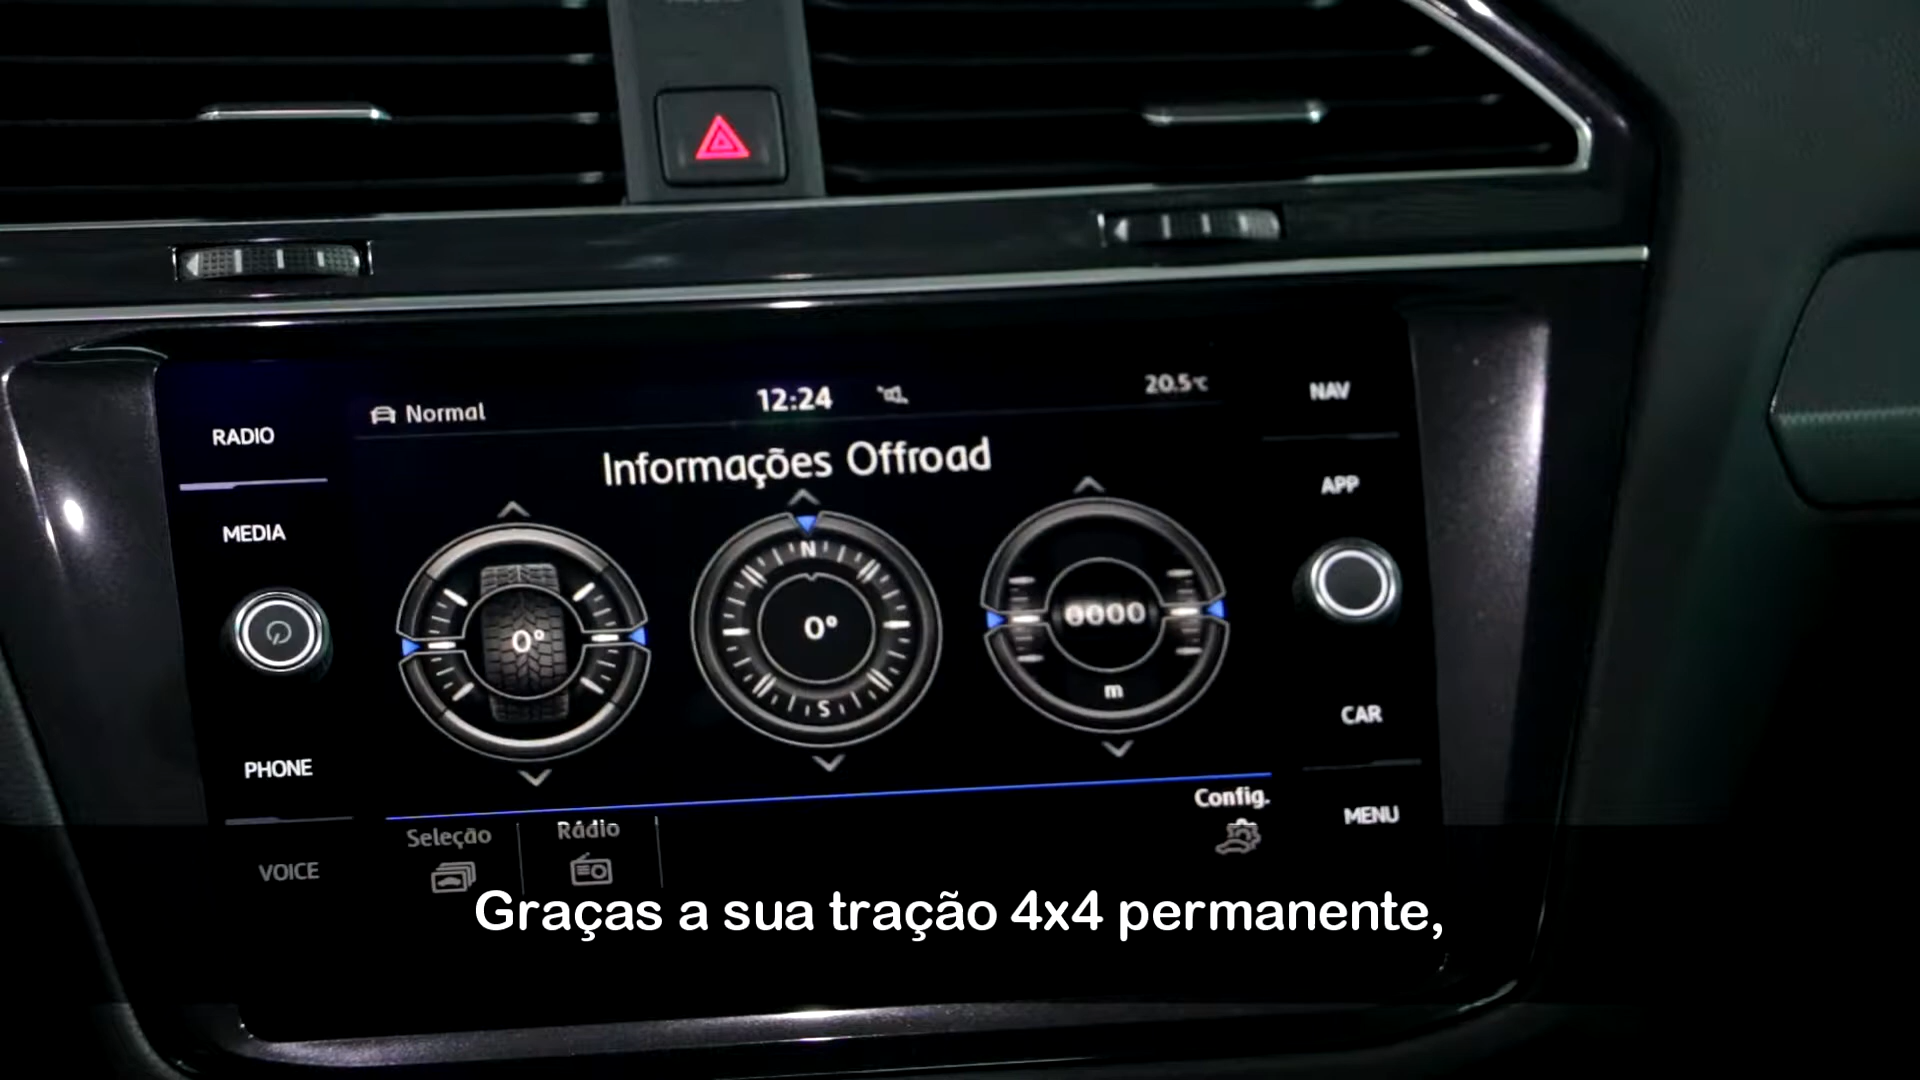 RADIO
MEDIA
PHONE
VOICE
Normal
12:24
20.5°C
Informações Offroad
0°
N
0°
S
0000
m
Seleção
Rádio
Config.
NAV
APP
CAR
MENU
Graças a sua tração 4x4 permanente,